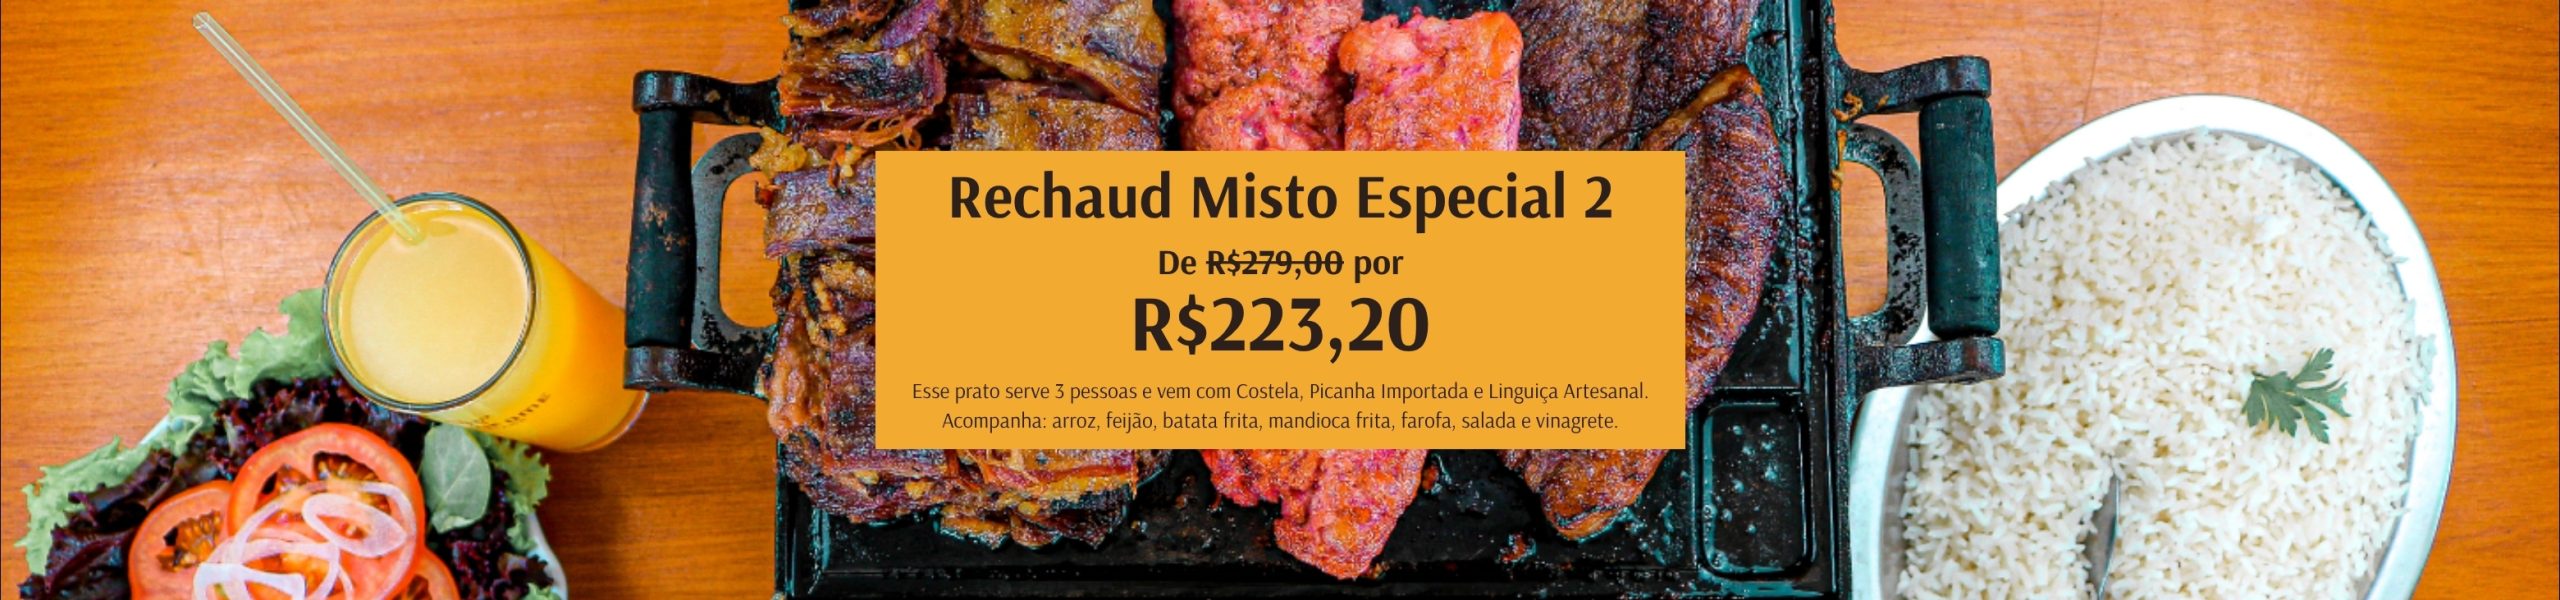 Rechaud Misto Especial 2
De R$279,00 por
R$223,20
Esse prato serve 3 pessoas e vem com Costela, Picanha Importada e Linguiça Artesanal.
Acompanha: arroz, feijão, batata frita, mandioca frita, farofa, salada e vinagrete.